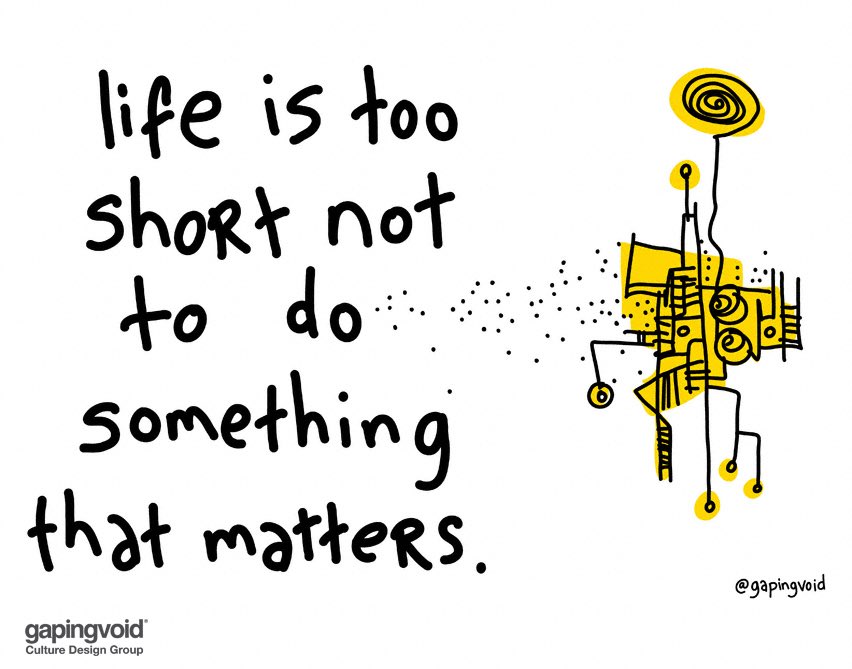 life is too
short not
to do
something
that matters.
@gapingvoid
gapingvoid®
Culture Design Group